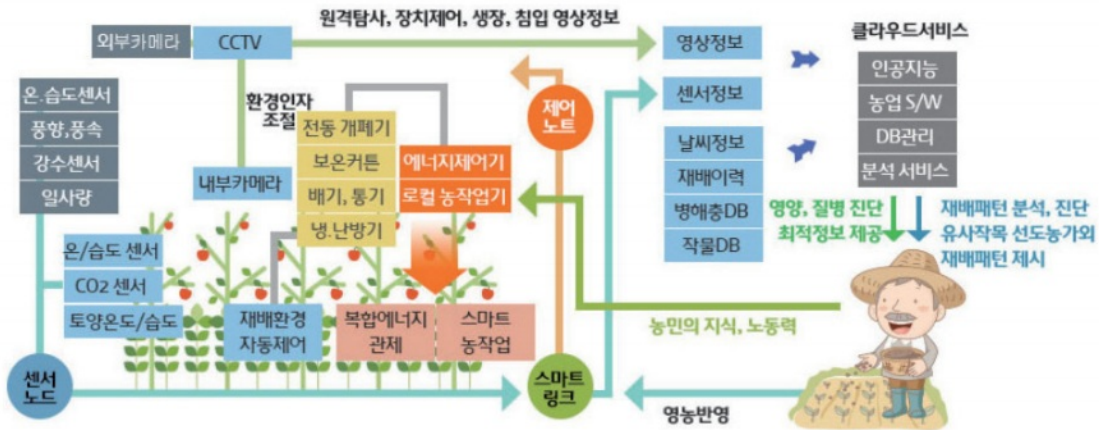 원격탐사, 장치제어, 생장, 침입 영상정보
외부카메라
CCTV
영상정보
클라우드서비스
인공지능
농업 S/W
DB관리
분석 서비스
온.습도센서
풍향,풍속
강수센서
일사량
환경인자
조절
전동 개폐기
보온커튼
배기, 통기
냉.난방기
제어
노트
센서정보
날씨정보
재배이력
병해충DB
작물DB
내부카메라
에너지제어기
로컬 농작업기
영양, 질병 진단
최적정보 제공
재배패턴 분석, 진단
유사작목 선도농가외
재배패턴 제시
온/습도 센서
CO2 센서
토양온도/습도
재배환경
자동제어
복합에너지
관제
스마트
농작업
농민의 지식, 노동력
센서
노드
스마트
링크
영농반영